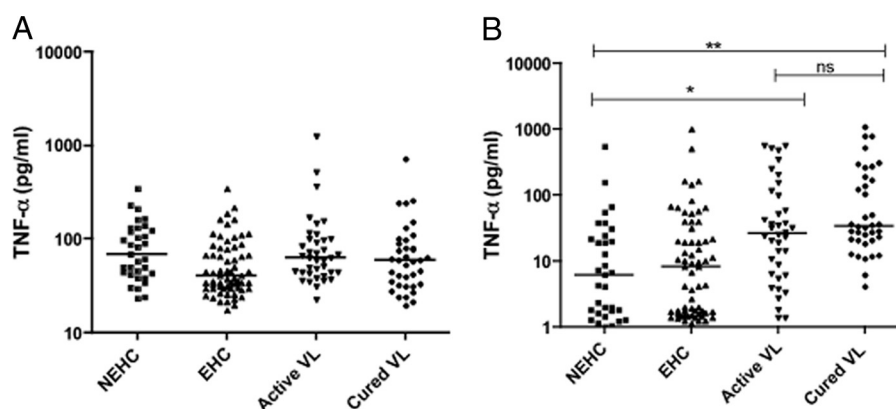 A
10000
1000
100
10
TNF-α (pg/ml)
NEHC
EHC
Active VL
Cured VL
B
**
ns
*
10000
1000
100
10
1
TNF-α (pg/ml)
NEHC
EHC
Active VL
Cured VL